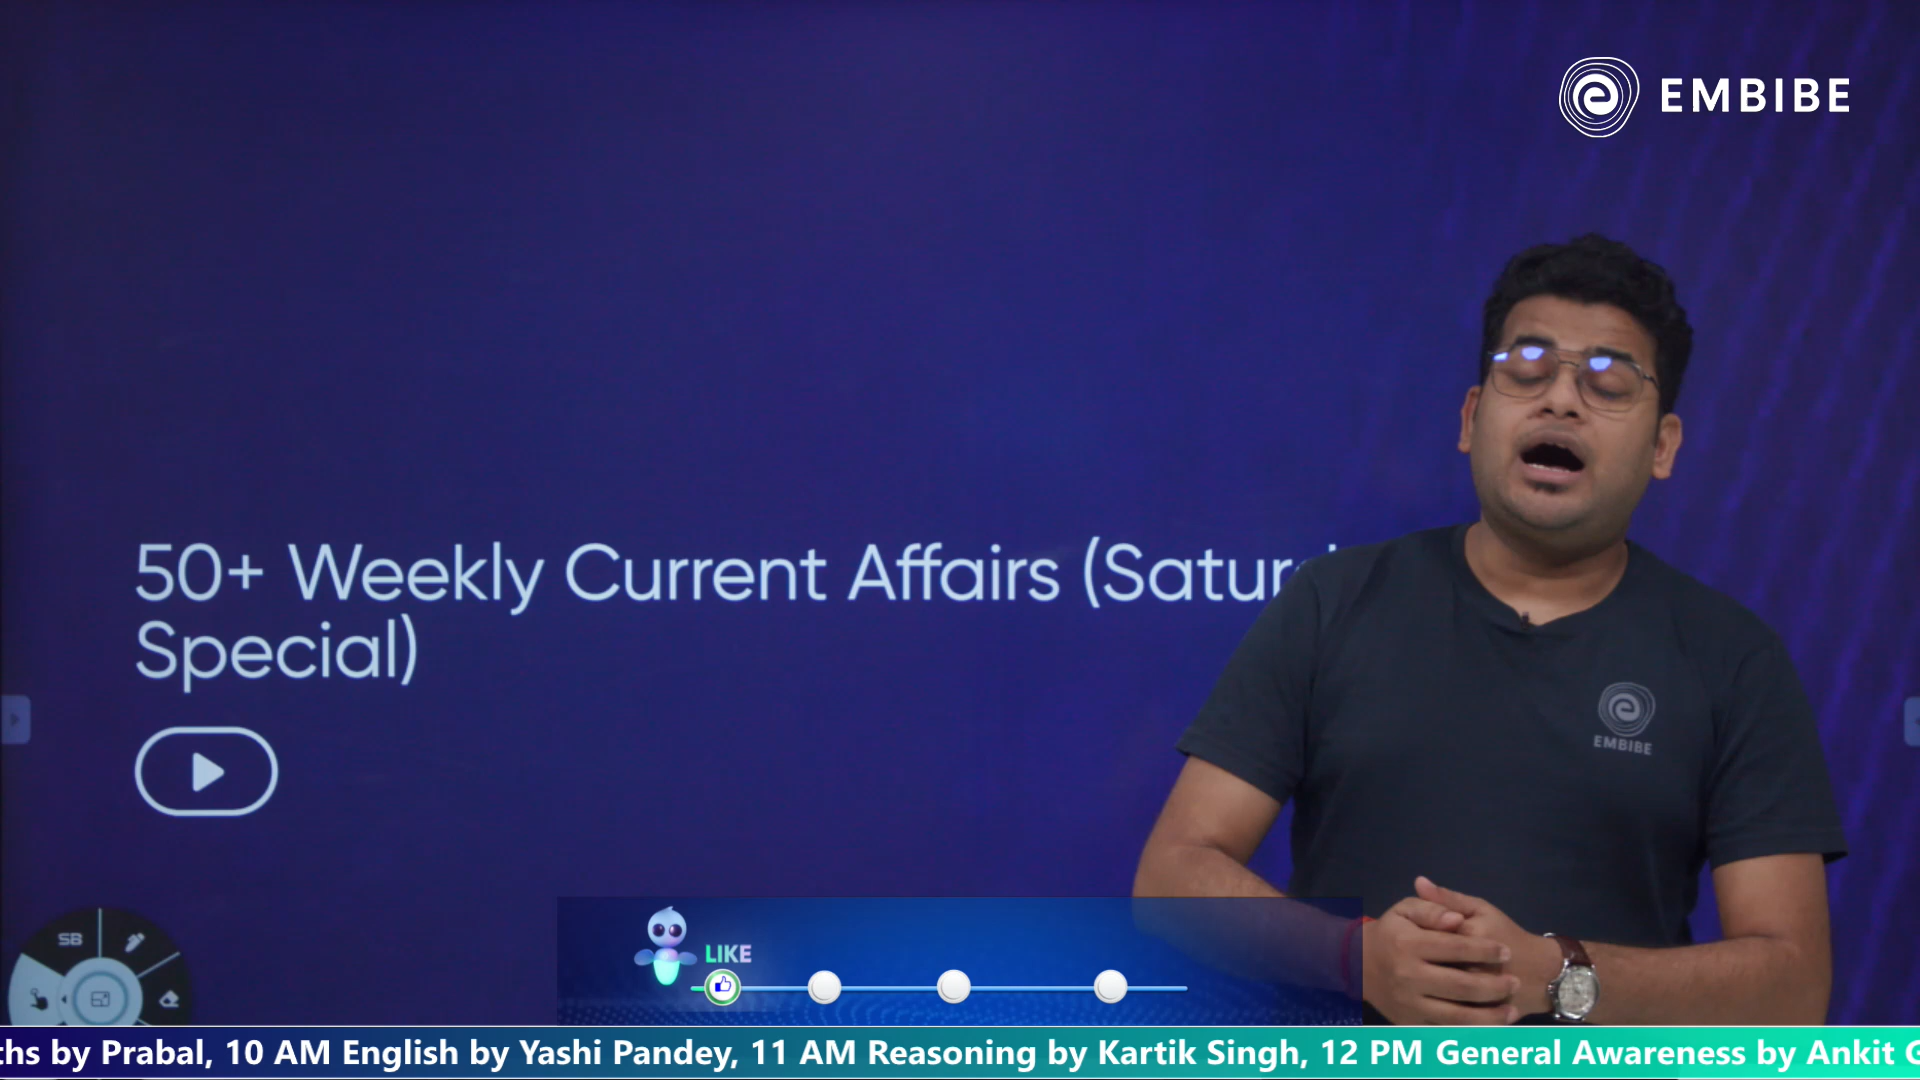 EMBIBE
50+ Weekly Current Affairs (Satur
Special)
EMBIBE
SB
LIKE
ths by Prabal, 10 AM English by Yashi Pandey, 11 AM Reasoning by Kartik Singh, 12 PM General Awareness by Ankit G